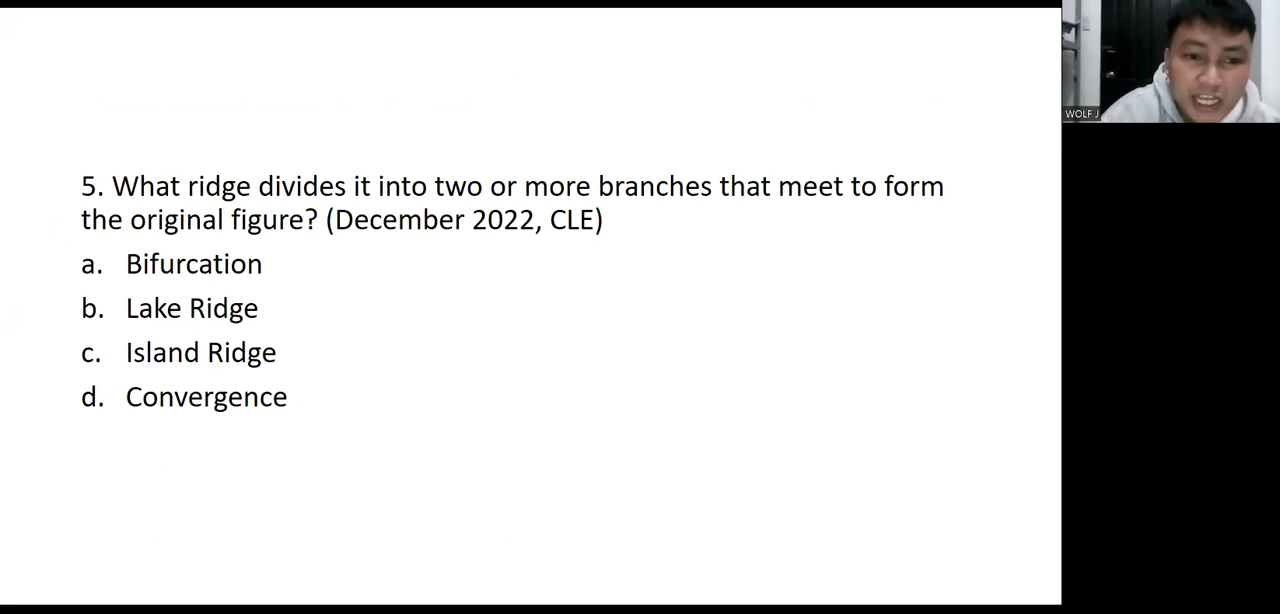 5. What ridge divides it into two or more branches that meet to form
the original figure? (December 2022, CLE)
a. Bifurcation
b. Lake Ridge
c. Island Ridge
d. Convergence
WOLF J